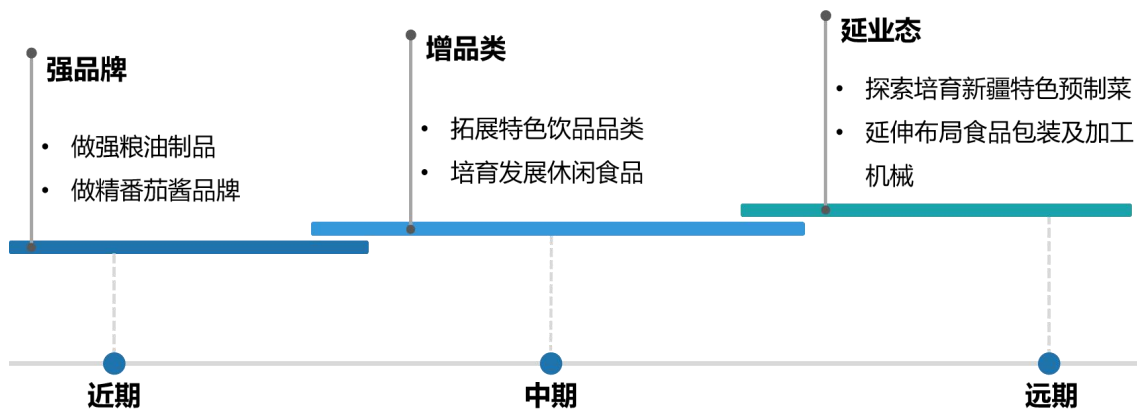 强品牌
• 做强粮油制品
• 做精番茄酱品牌
增品类
• 拓展特色饮品品类
• 培育发展休闲食品
延业态
• 探索培育新疆特色预制菜
• 延伸布局食品包装及加工
机械
近期
中期
远期